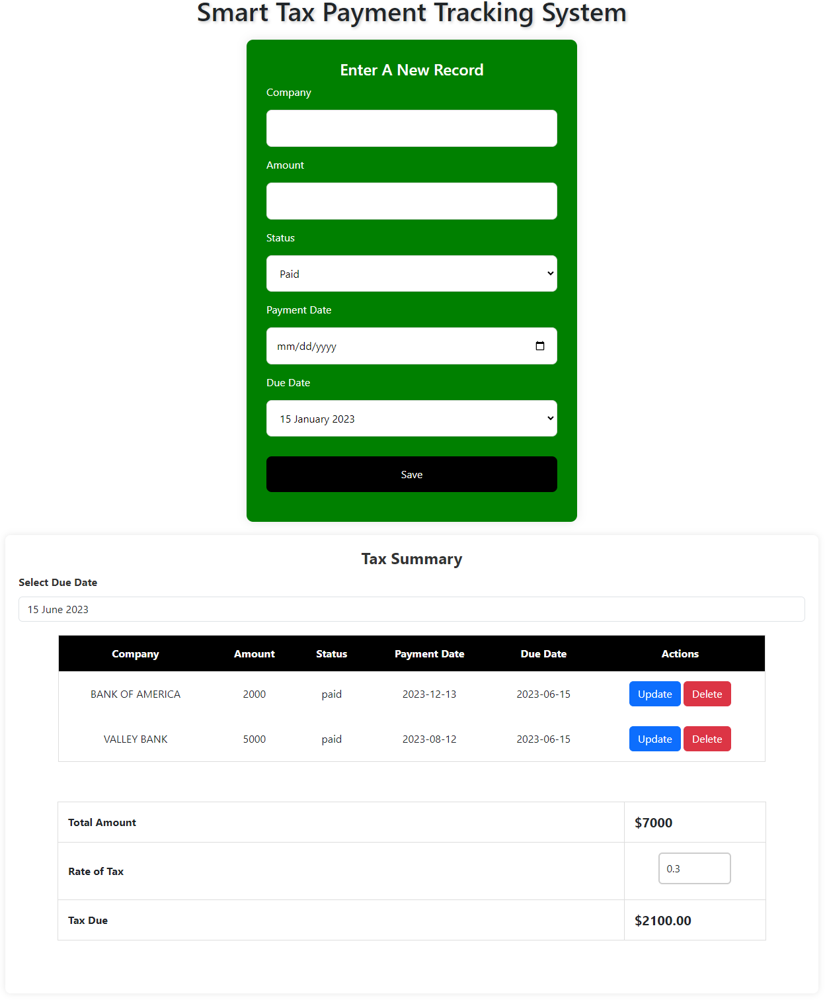 Smart Tax Payment Tracking System
Enter A New Record
Company
Amount
Status
Paid
Payment Date
mm/dd/yyyy
Due Date
15 January 2023
Save
Tax Summary
Select Due Date
15 June 2023
Company Amount Status Payment Date Due Date Actions
BANK OF AMERICA 2000 paid 2023-12-13 2023-06-15 Update Delete
VALLEY BANK 5000 paid 2023-08-12 2023-06-15 Update Delete
Total Amount $7000
Rate of Tax 0.3
Tax Due $2100.00